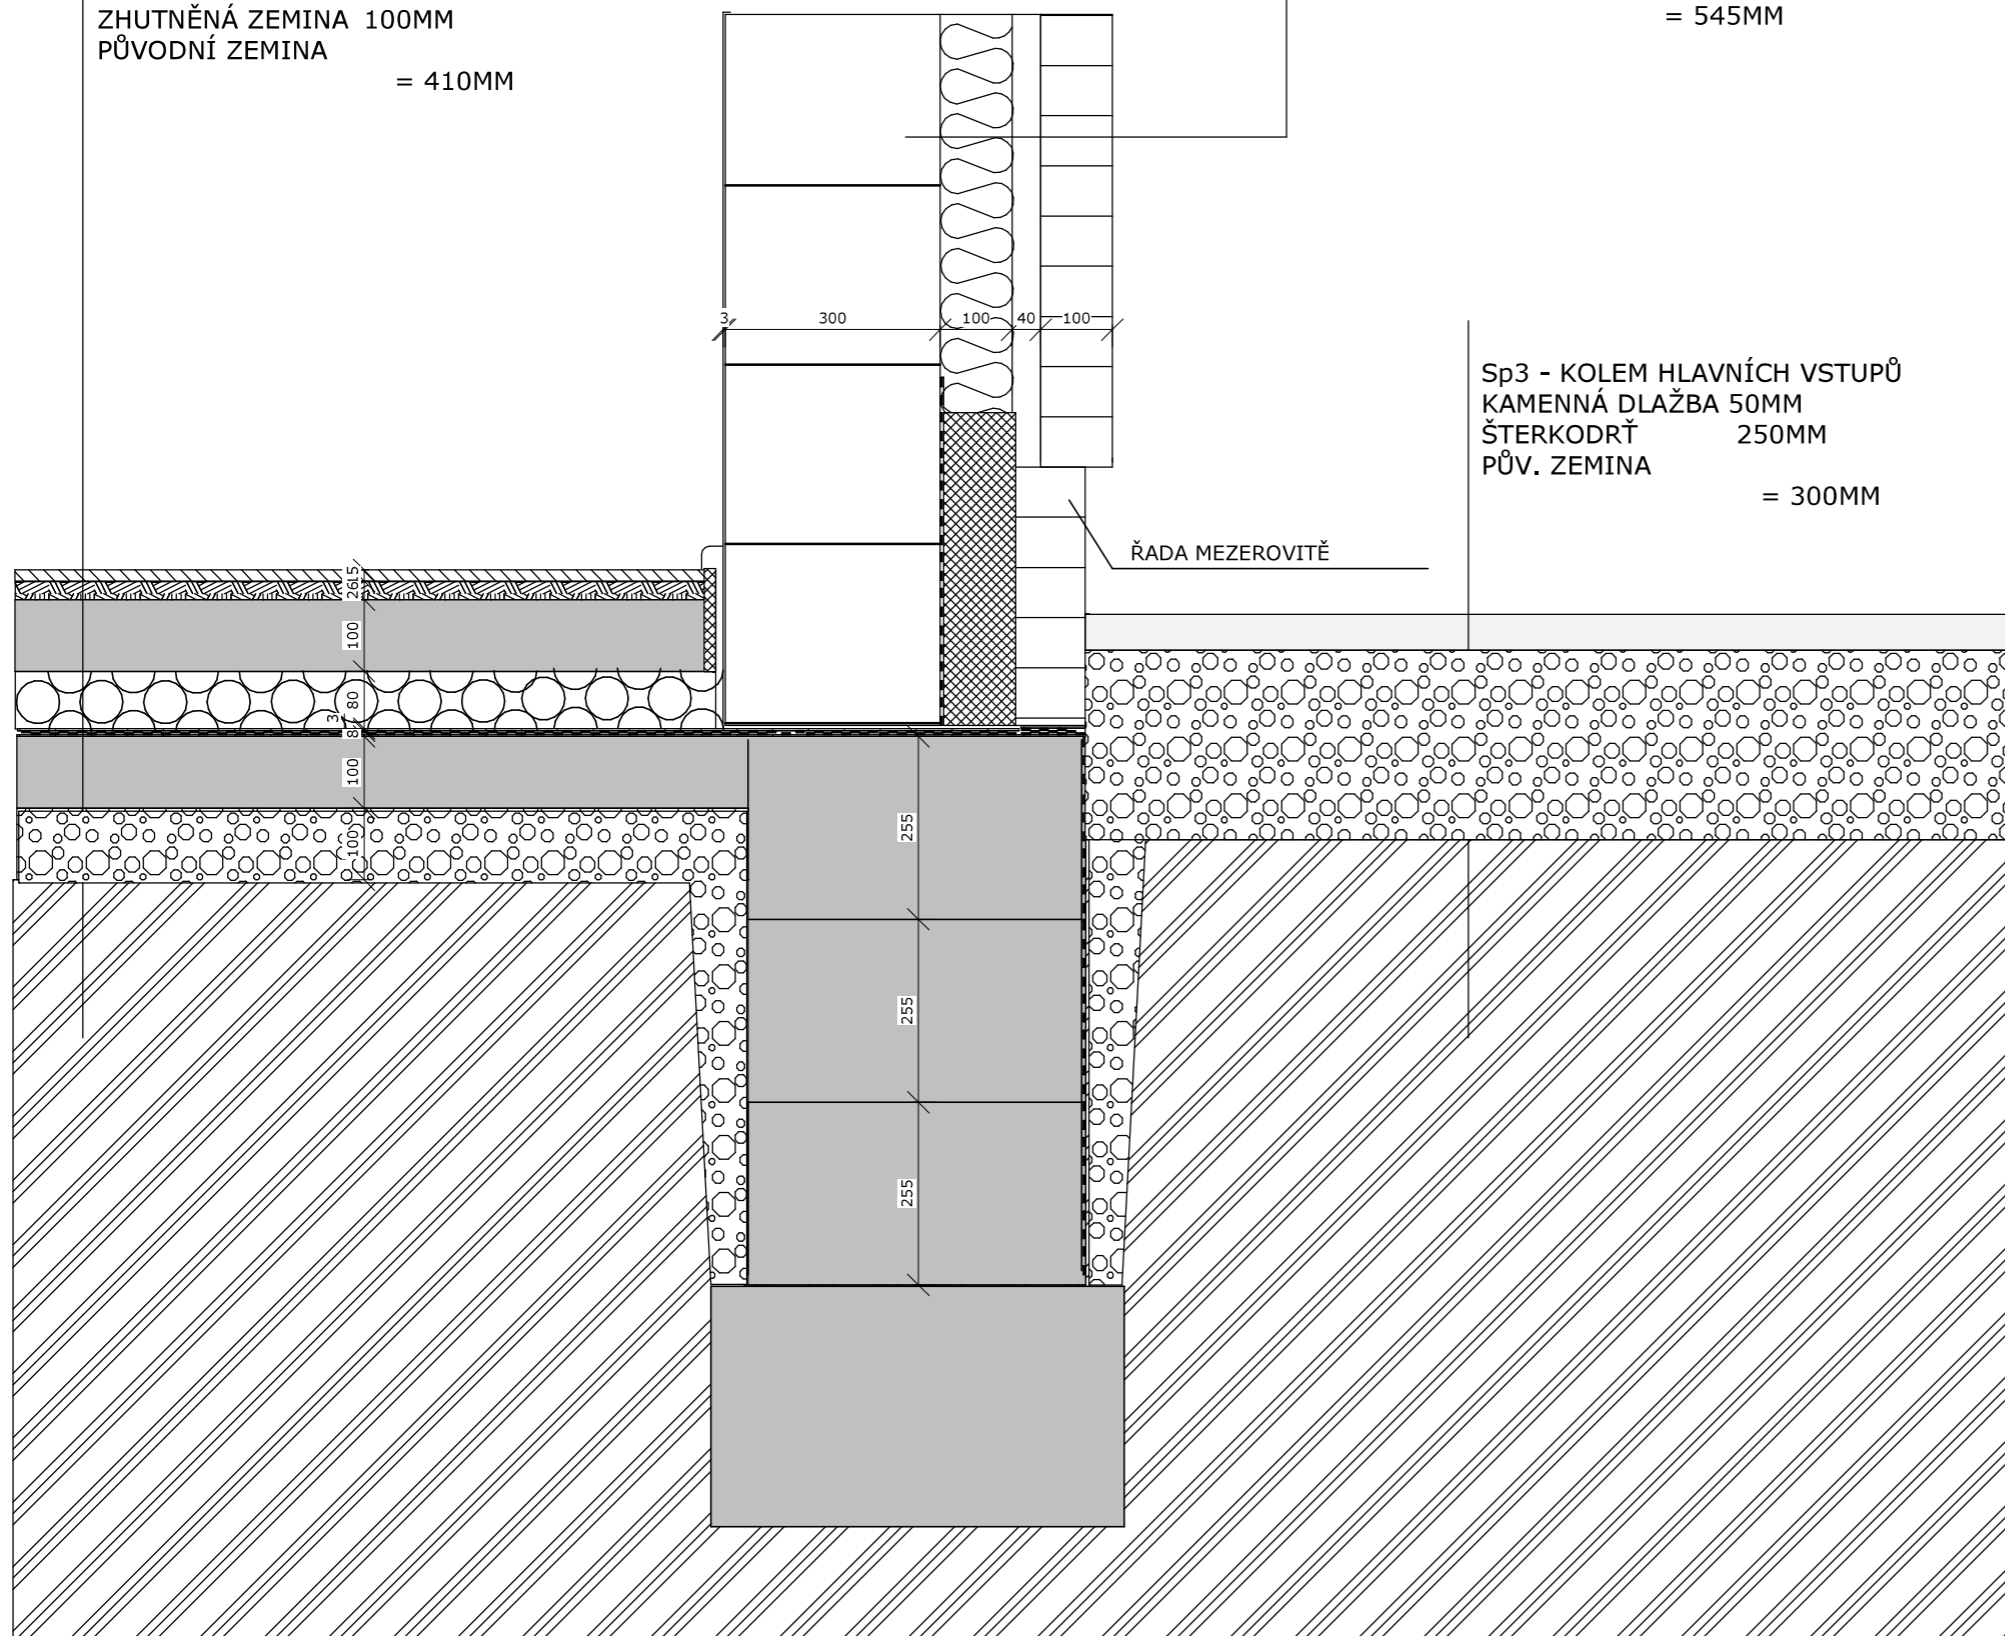 ZHUTNĚNÁ ZEMINA 100MM
PŮVODNÍ ZEMINA
= 410MM
= 545MM
3
300
100
40
100
Sp3 - KOLEM HLAVNÍCH VSTUPŮ
KAMENNÁ DLAŽBA 50MM
ŠTERKODRŤ 250MM
PŮV. ZEMINA
= 300MM
ŘADA MEZEROVITĚ
15
26
100
80
3
8
100
100
255
255
255